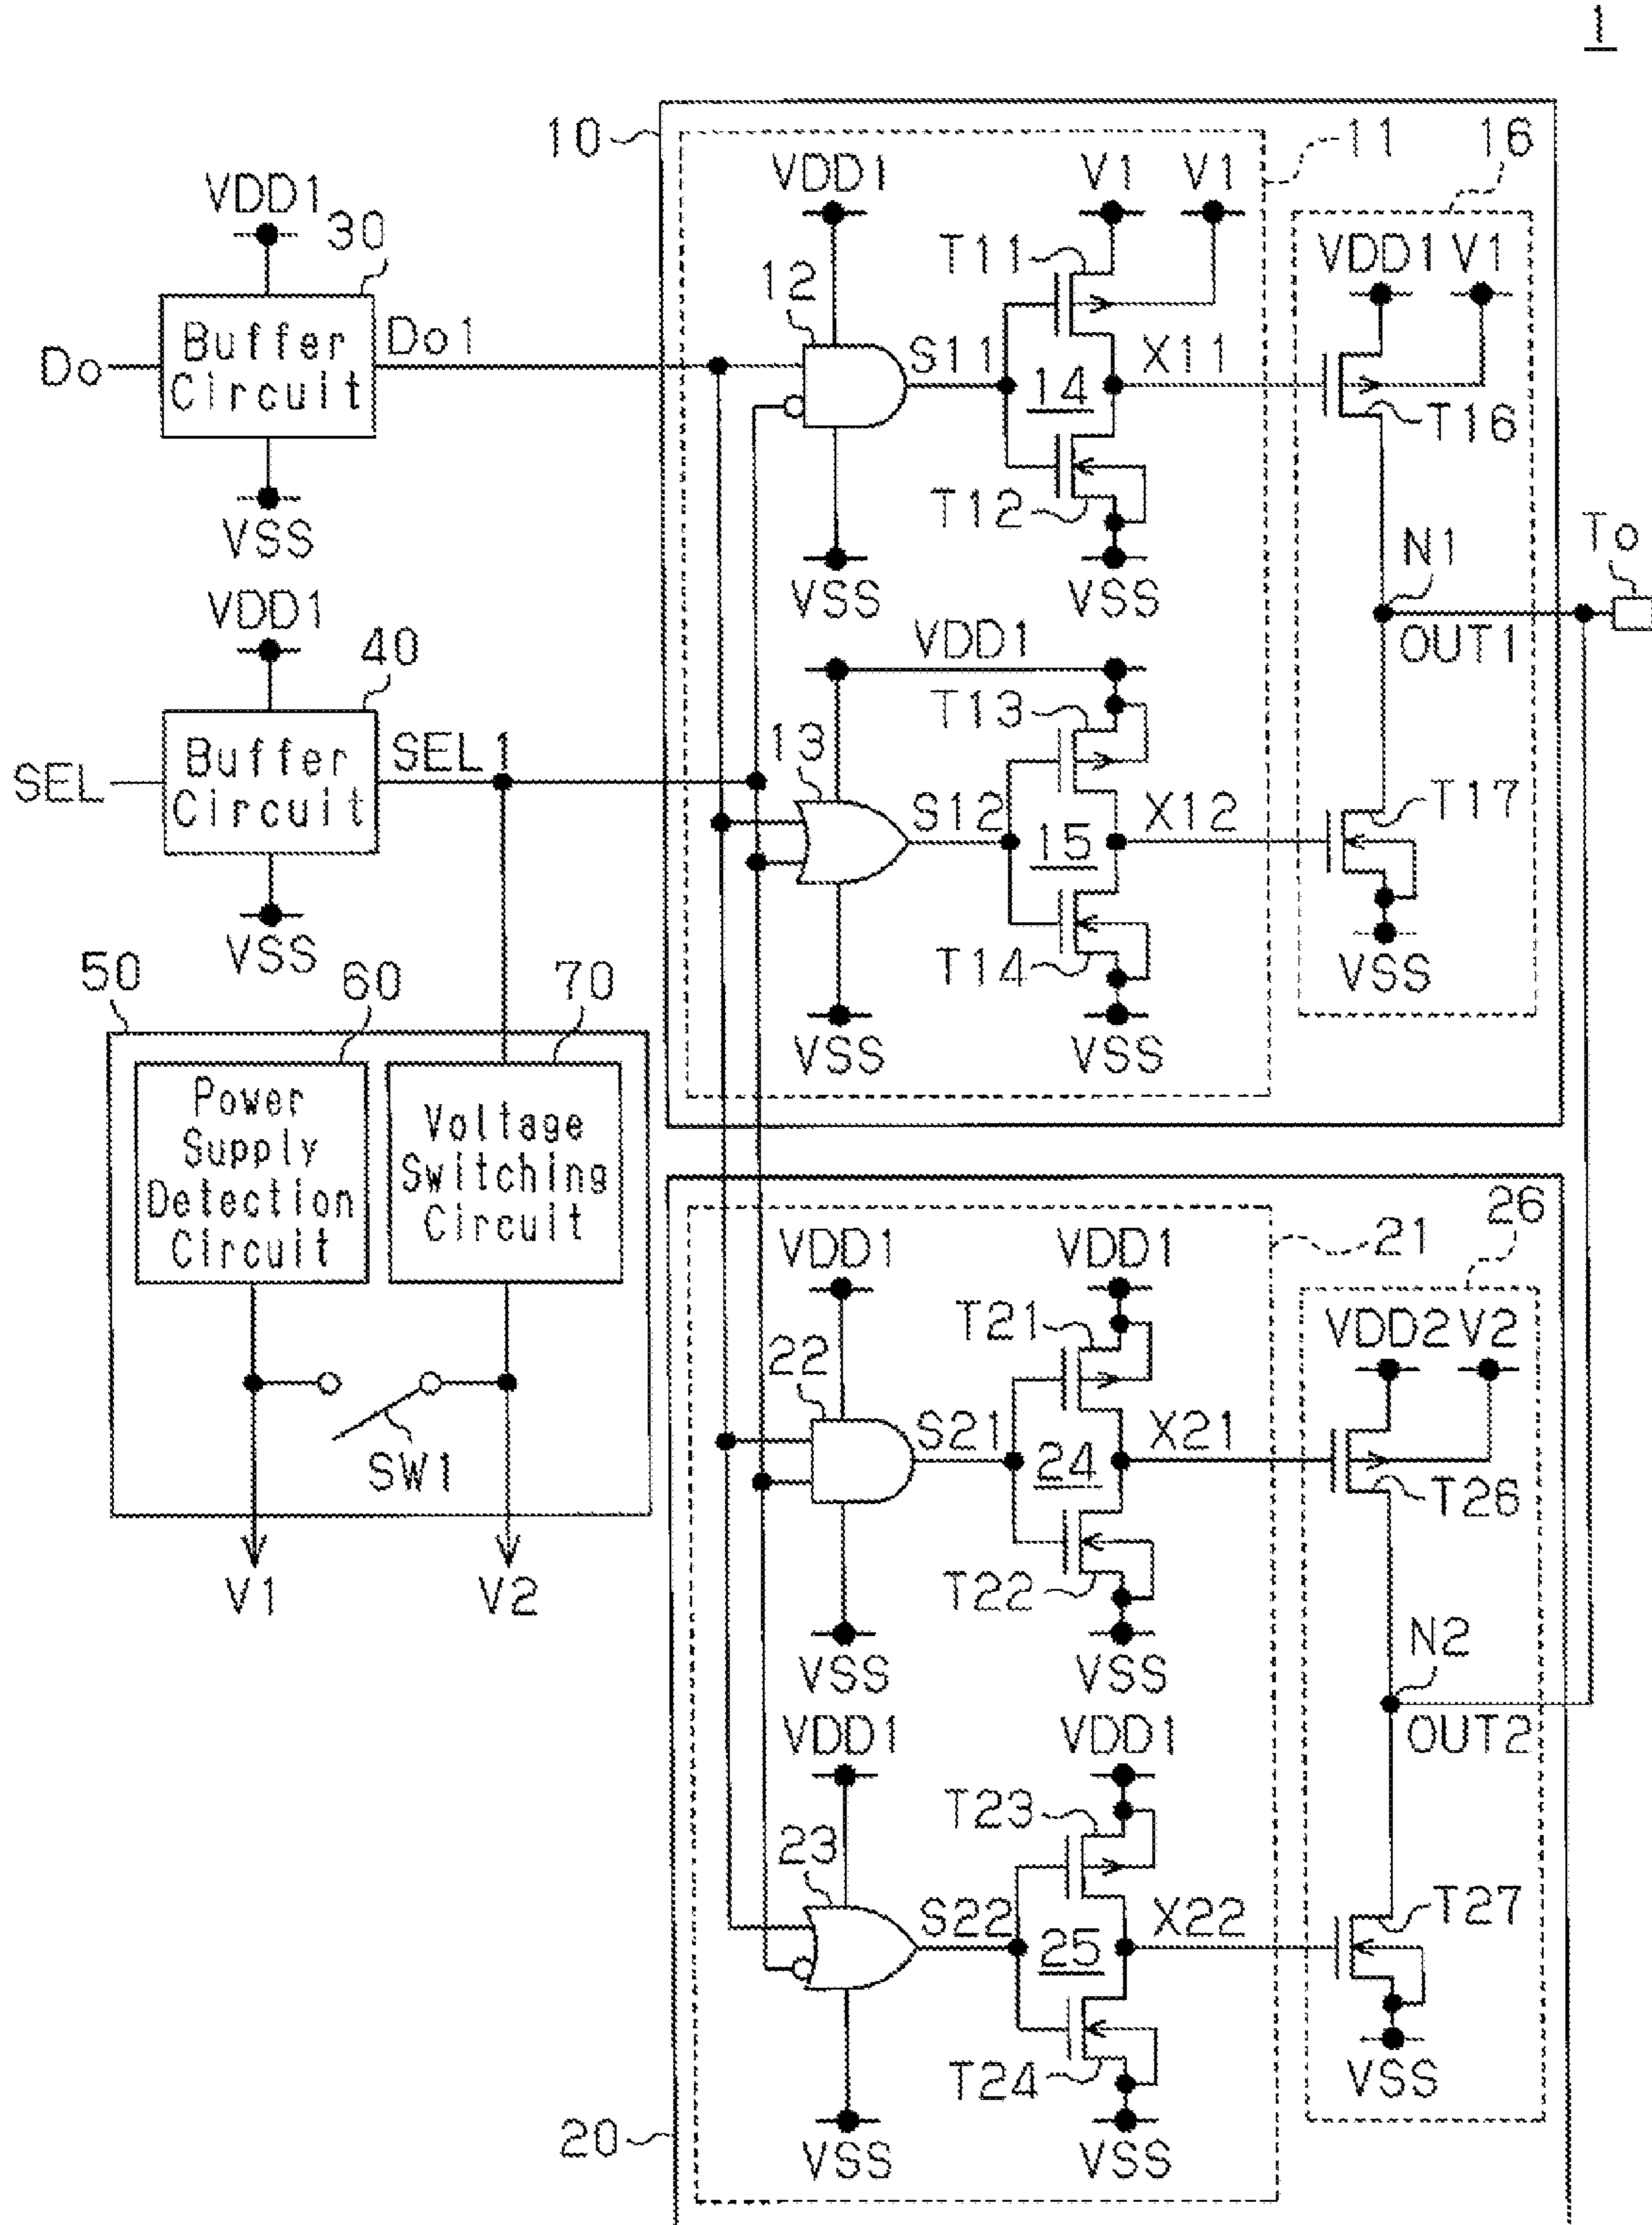 1
10
11
16
VDD1
V1
V1
VDD1
30
T11
VDD1
V1
12
Do
Buffer
Circuit
Do1
S11
14
X11
T16
VSS
T12
VSS
VSS
N1
To
VDD1
40
VDD1
OUT1
T13
SEL
Buffer
Circuit
SEL1
13
S12
15
X12
T17
VSS
T14
VSS
VSS
VSS
50
60
70
Power
Supply
Detection
Circuit
Voltage
Switching
Circuit
SW1
V1
V2
21
26
VDD1
VDD1
T21
VDD2
V2
22
S21
24
X21
T26
T22
VSS
VSS
N2
VDD1
VDD1
OUT2
T23
23
S22
25
X22
T27
T24
VSS
20
VSS
VSS